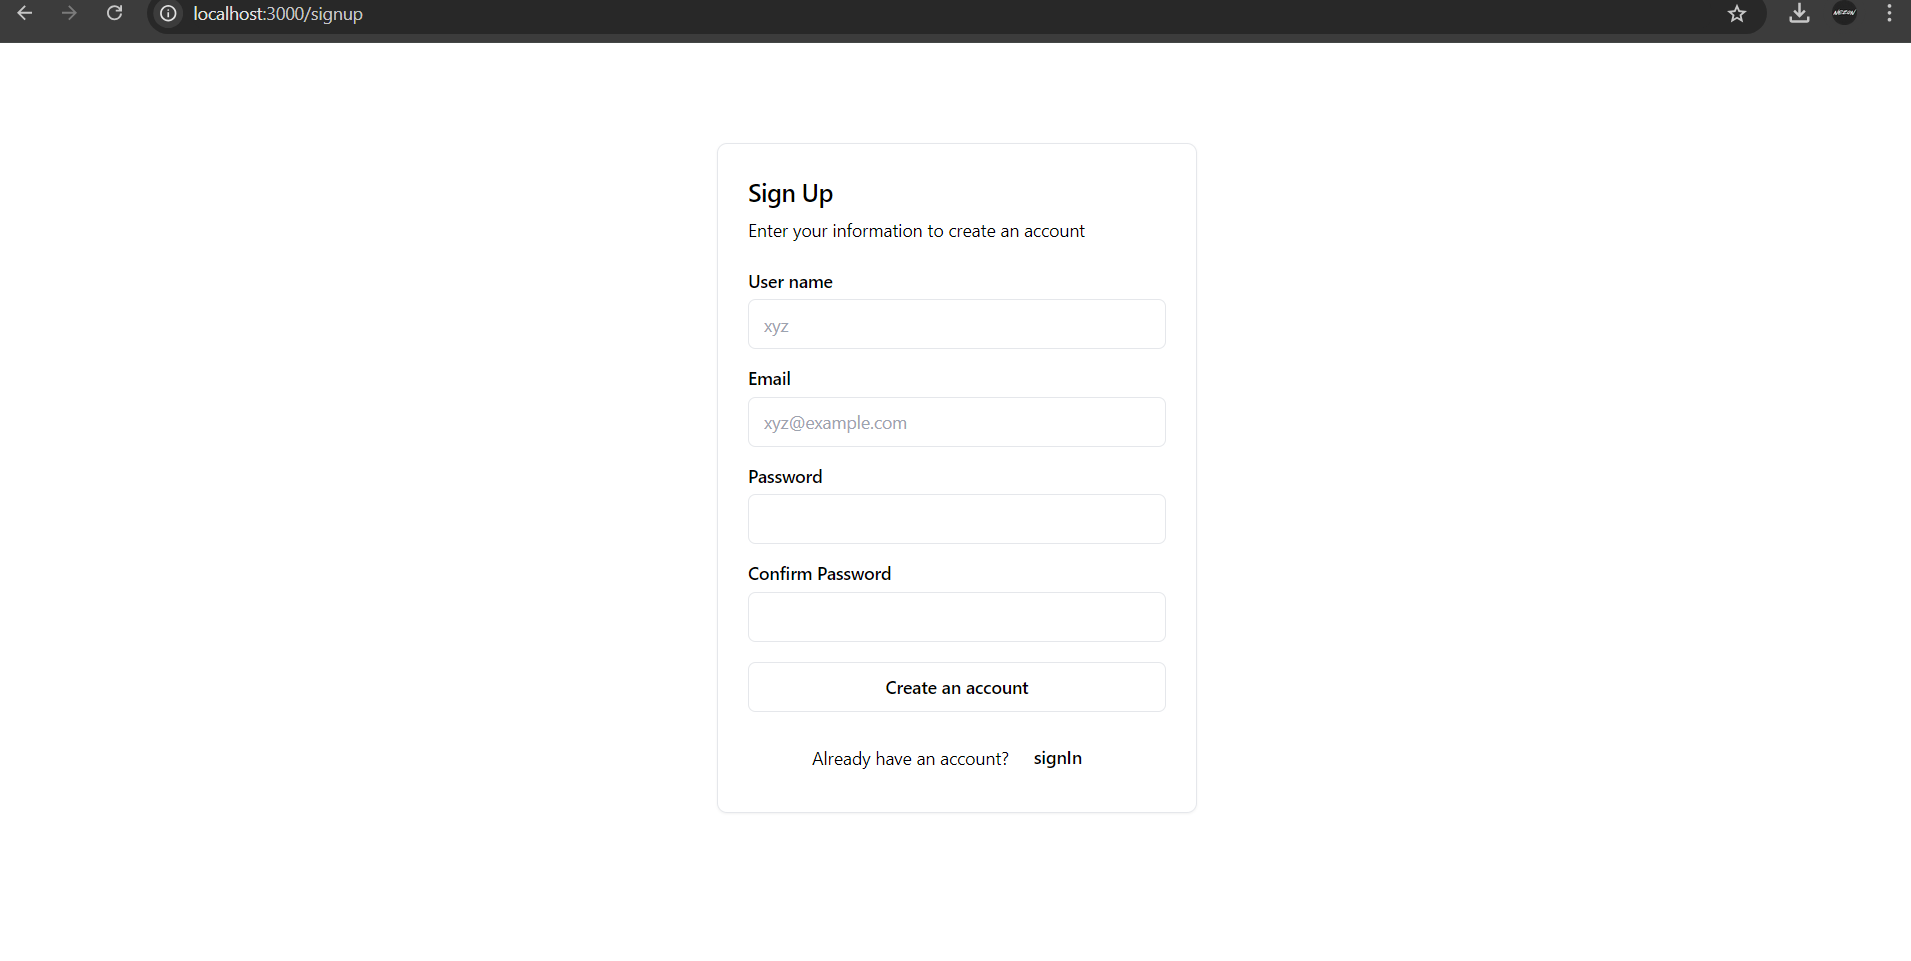 localhost:3000/signup
Sign Up
Enter your information to create an account
User name
xyz
Email
xyz@example.com
Password
Confirm Password
Create an account
Already have an account? signIn